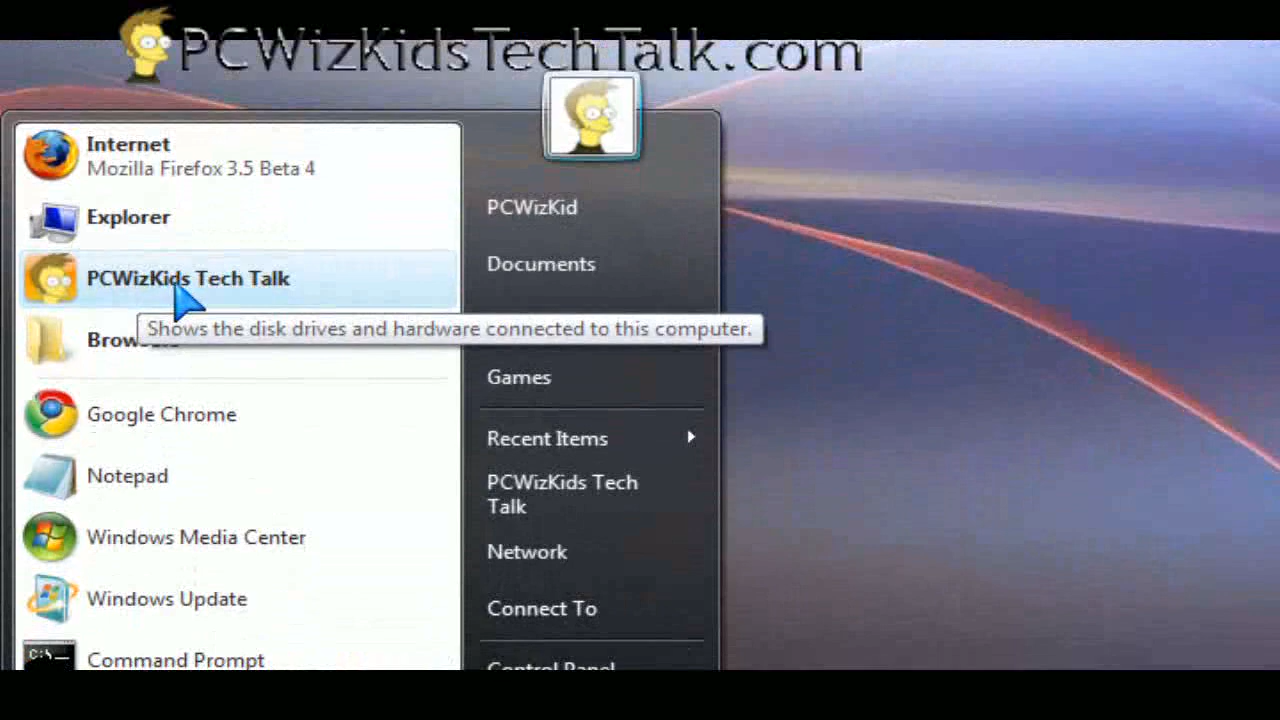 PCWizKidsTechTalk.com
Internet
Mozilla Firefox 3.5 Beta 4
Explorer
PCWizKids Tech Talk
Shows the disk drives and hardware connected to this computer.
Google Chrome
Notepad
Windows Media Center
Windows Update
C:\
Command Prompt
PCWizKid
Documents
Games
Recent Items
PCWizKids Tech
Talk
Network
Connect To
Control Panel